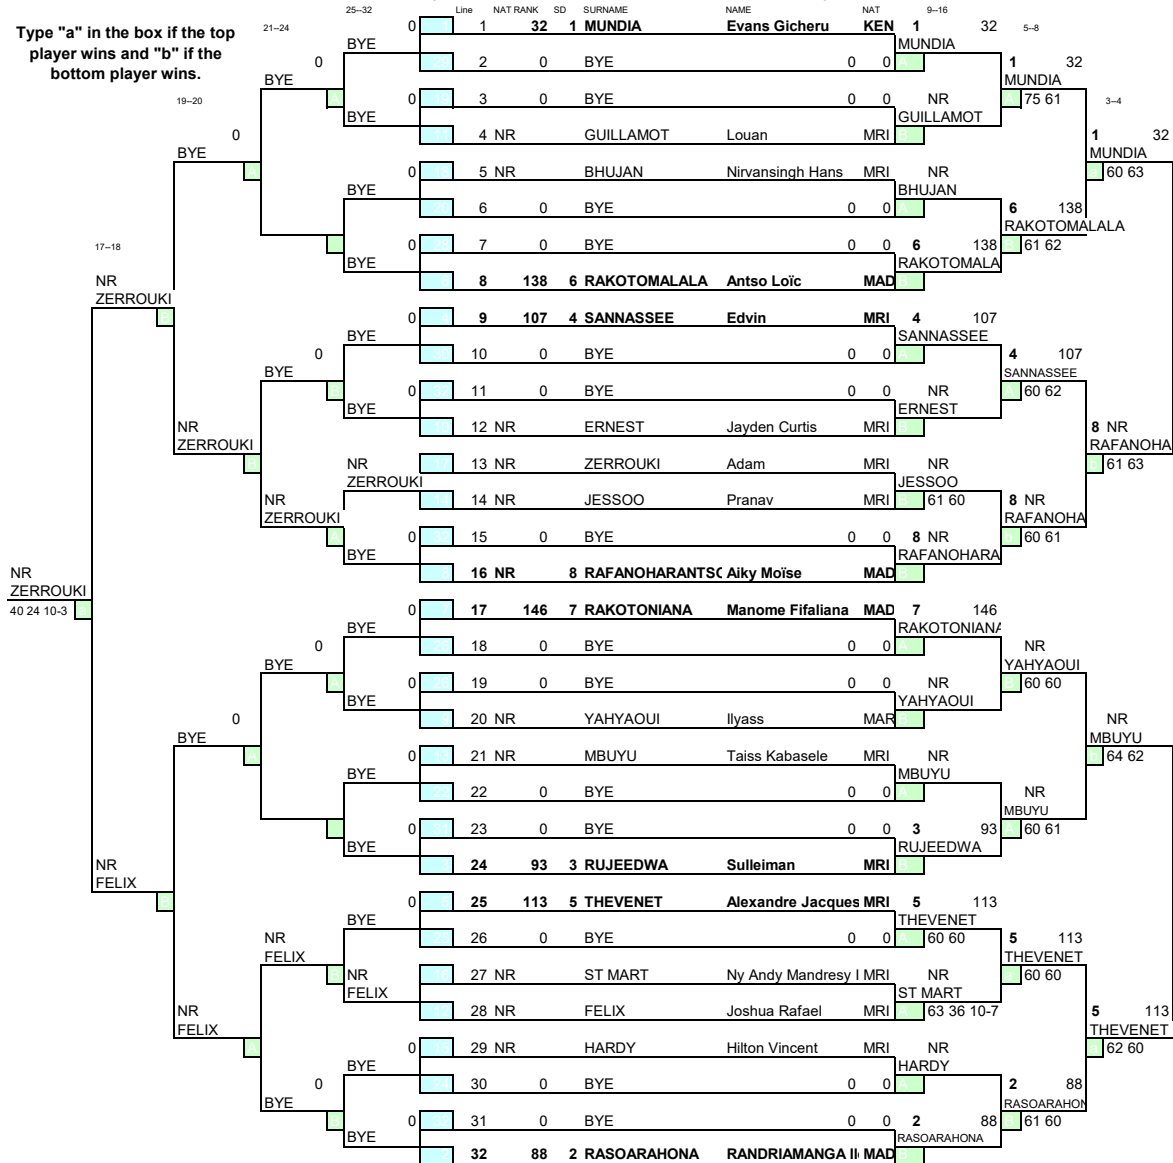 25--32 Line NAT RANK SD SURNAME NAME NAT 9--16
Type "a" in the box if the top
player wins and "b" if the
bottom player wins.
21--24 0 1 32 1 MUNDIA Evans Gicheru KEN 1 32 5--8
BYE MUNDIA
0 2 0 BYE 0 0 A 1 32
BYE MUNDIA
A 0 3 0 BYE 0 0 NR A 75 61
19--20 3--4
BYE GUILLAMOT
0 4 NR GUILLAMOT Louan MRI B 1 32
BYE MUNDIA
0 5 NR BHUJAN Nirvansingh Hans MRI NR 60 63
BYE BHUJAN
6 0 BYE 0 0 A 6 138
RAKOTOMALALA
17--18 0 7 0 BYE 0 0 6 138 B 61 62
BYE RAKOTOMALA
NR 8 138 6 RAKOTOMALALA Antso Loïc MAD B
ZERROUKI
B 0 9 107 4 SANNASSEE Edvin MRI 4 107
BYE SANNASSEE
0 10 0 BYE 0 0 A 4 107
BYE SANNASSEE
B 0 11 0 BYE 0 0 NR A 60 62
BYE ERNEST
NR 12 NR ERNEST Jayden Curtis MRI B 8 NR
ZERROUKI RAFANOHA
B NR 13 NR ZERROUKI Adam MRI NR 61 63
ZERROUKI JESSOO
NR 14 NR JESSOO Pranav MRI B 61 60 8 NR
ZERROUKI RAFANOHA
A 0 15 0 BYE 0 0 8 NR 60 61
BYE RAFANOHARA
NR 16 NR 8 RAFANOHARANTSO Aiky Moïse MAD B
ZERROUKI
40 24 10-3 0 17 146 7 RAKOTONIANA Manome Fifaliana MAD 7 146
BYE RAKOTONIANA
0 18 0 BYE 0 0 A NR
BYE YAHYAOUI
A 0 19 0 BYE 0 0 NR B 60 60
BYE YAHYAOUI
0 20 NR YAHYAOUI Ilyass MAR B NR
BYE MBUYU
A 0 21 NR MBUYU Taiss Kabasele MRI NR 64 62
BYE MBUYU
22 0 BYE 0 0 A NR
MBUYU
0 23 0 BYE 0 0 3 93 A 60 61
BYE RUJEEDWA
NR 24 93 3 RUJEEDWA Sulleiman MRI B
FELIX
B 0 25 113 5 THEVENET Alexandre Jacques MRI 5 113
BYE THEVENET
NR 26 0 BYE 0 0 A 60 60 5 113
FELIX THEVENET
B NR 27 NR ST MART Ny Andy Mandresy MRI NR 60 60
FELIX ST MART
NR 28 NR FELIX Joshua Rafael MRI A 63 36 10-7 5 113
FELIX THEVENET
A 0 29 NR HARDY Hilton Vincent MRI NR 62 60
BYE HARDY
0 30 0 BYE 0 0 A 2 88
BYE RASOARAHON
B 0 31 0 BYE 0 0 2 88 B 61 60
BYE RASOARAHONA
32 88 2 RASOARAHONA RANDRIAMANGA MAD B